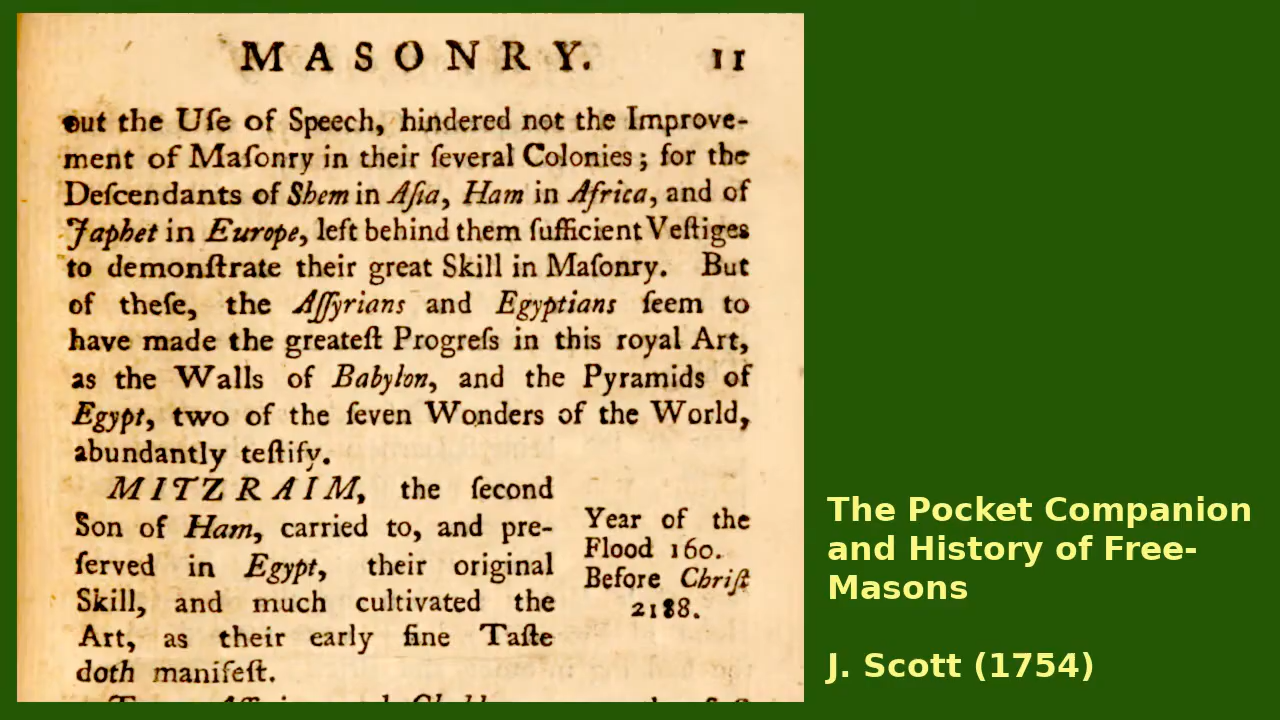 MASONRY. 11
out the Uſe of Speech, hindered not the Improve-
ment of Maſonry in their ſeveral Colonies; for the
Deſcendants of Shem in Aſia, Ham in Africa, and of
Japhet in Europe, left behind them ſufficient Veſtiges
to demonſtrate their great Skill in Maſonry. But
of theſe, the Aſſyrians and Egyptians ſeem to
have made the greateſt Progreſs in this royal Art,
as the Walls of Babylon, and the Pyramids of
Egypt, two of the ſeven Wonders of the World,
abundantly teſtify.
MITZRAIM, the ſecond
Son of Ham, carried to, and pre-
ſerved in Egypt, their original
Skill, and much cultivated the
Art, as their early fine Taſte
doth manifeſt.
Year of the
Flood 160.
Before Chriſt
2188.
The Pocket Companion
and History of Free-
Masons
J. Scott (1754)